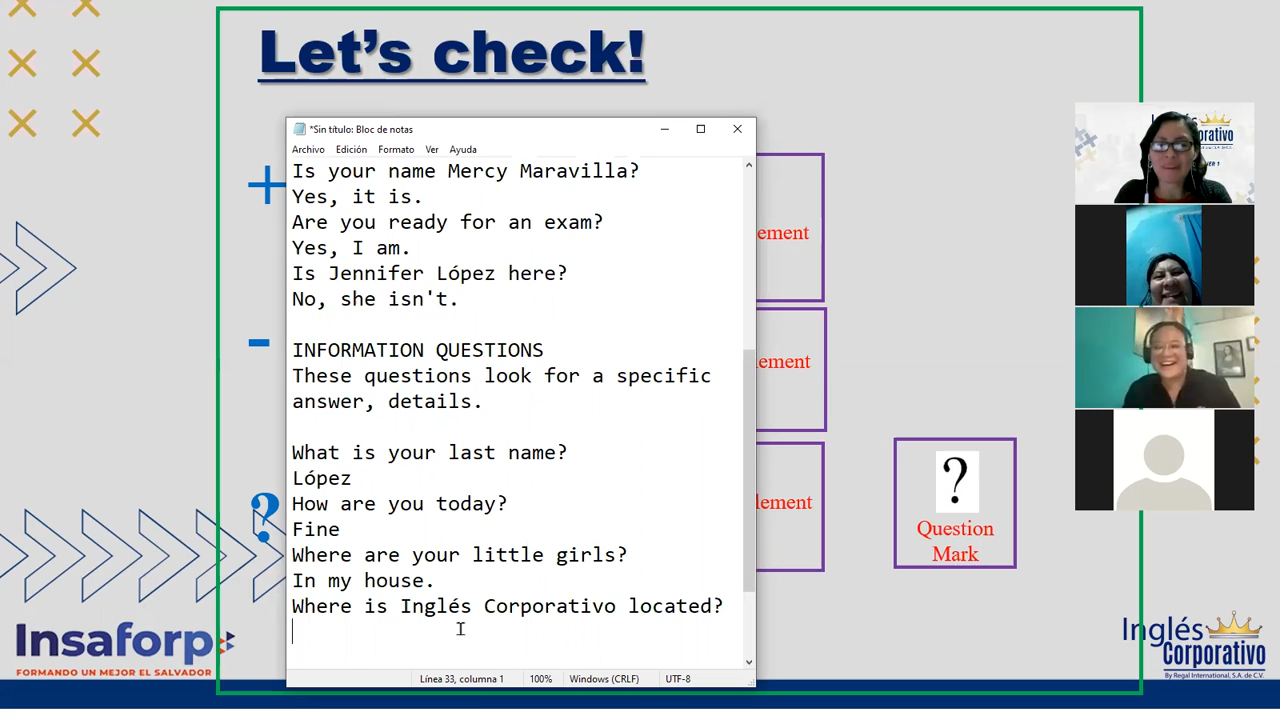 Let's check!
*Sin título: Bloc de notas
Archivo Edición Formato Ver Ayuda
Is your name Mercy Maravilla?
Yes, it is.
Are you ready for an exam?
Yes, I am.
Is Jennifer López here?
No, she isn't.
INFORMATION QUESTIONS
These questions look for a specific
answer, details.
What is your last name?
López
How are you today?
Fine
Where are your little girls?
In my house.
Where is Inglés Corporativo located?
Línea 33, columna 1 100% Windows (CRLF) UTF-8
+
-
?
ement
ement
lement
?
Question
Mark
Insaforp
FORMANDO UN MEJOR EL SALVADOR
Inglés
Corporativo
By Regal International, S.A. de C.V.